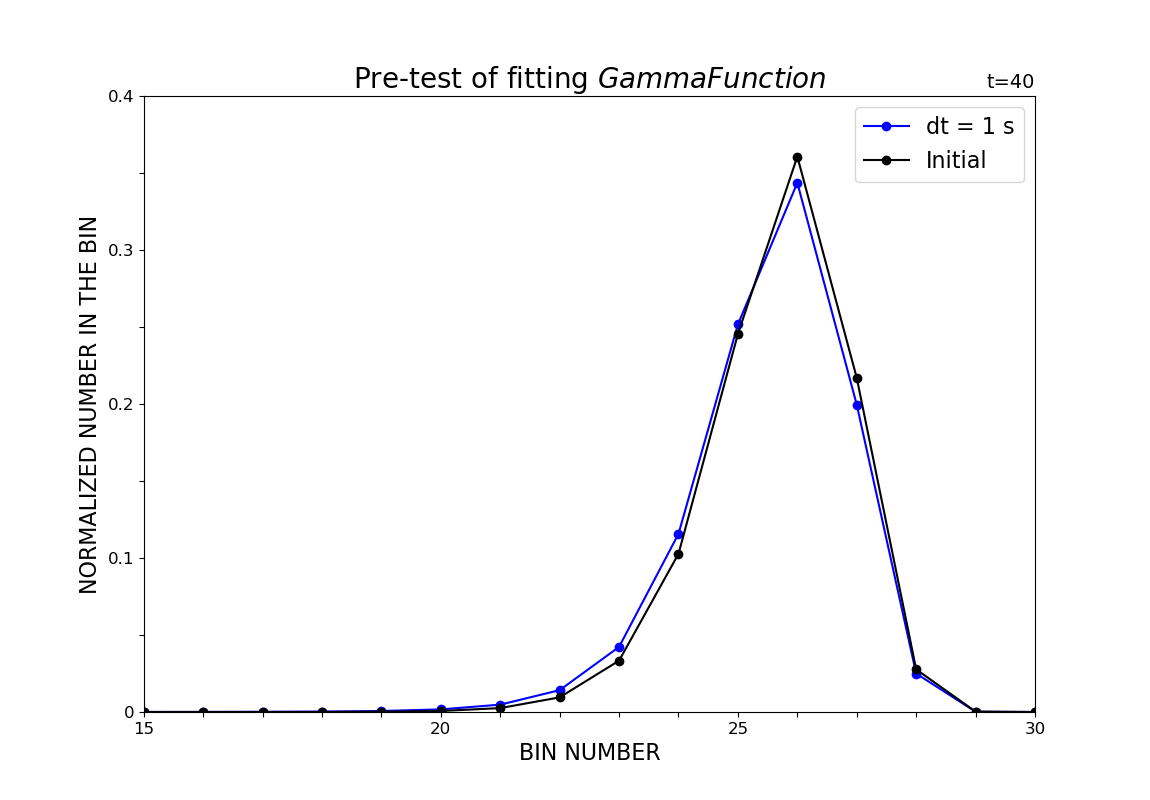 Pre-test of fitting GammaFunction
t=40
dt = 1 s
Initial
NORMALIZED NUMBER IN THE BIN
0.4
0.3
0.2
0.1
0
15
20
25
30
BIN NUMBER